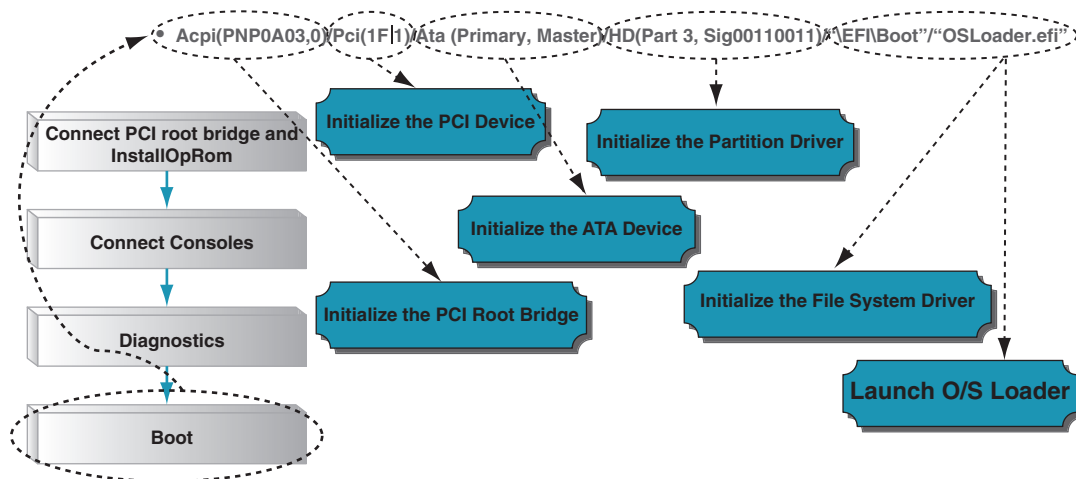 • Acpi(PNP0A03,0)/Pci(1F|1)/Ata (Primary, Master)/HD(Part 3, Sig00110011)/"\EFI\Boot"/"OSLoader.efi"
Connect PCI root bridge and
InstallOpRom
Connect Consoles
Diagnostics
Boot
Initialize the PCI Device
Initialize the Partition Driver
Initialize the ATA Device
Initialize the PCI Root Bridge
Initialize the File System Driver
Launch O/S Loader